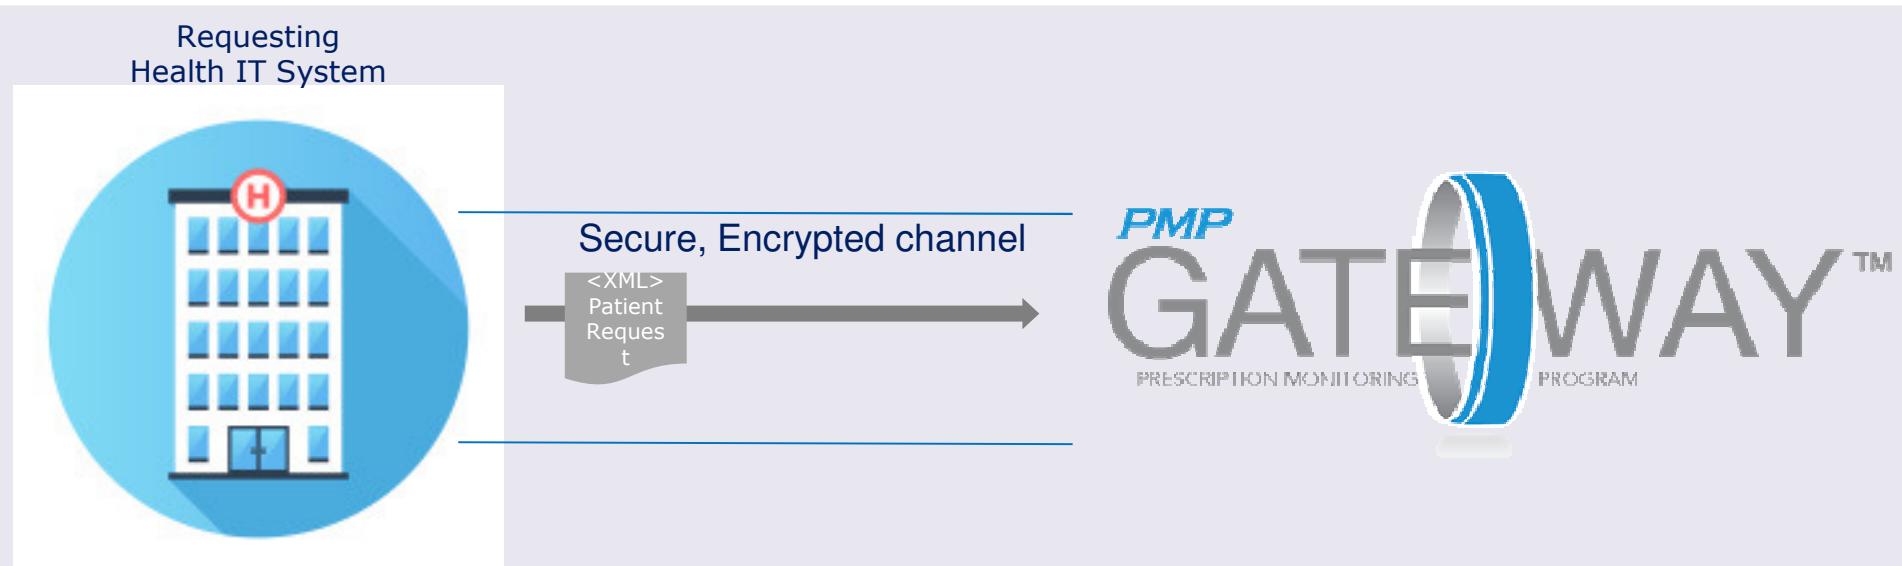 Requesting
Health IT System
H
Secure, Encrypted channel
<XML>
Patient
Reques
t
PMP
GATEWAY™
PRESCRIPTION MONITORING PROGRAM